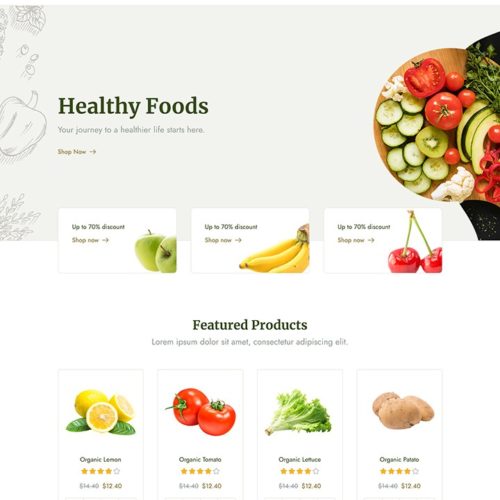 Healthy Foods
Your journey to a healthier life starts here.
Shop Now →
Up to 70% discount
Shop now →
Up to 70% discount
Shop now →
Up to 70% discount
Shop now →
Featured Products
Lorem ipsum dolor sit amet, consectetur adipiscing elit.
Organic Lemon
$14.40 $12.40
Organic Tomato
$14.40 $12.40
Organic Lettuce
$14.40 $12.40
Organic Patato
$14.40 $12.40